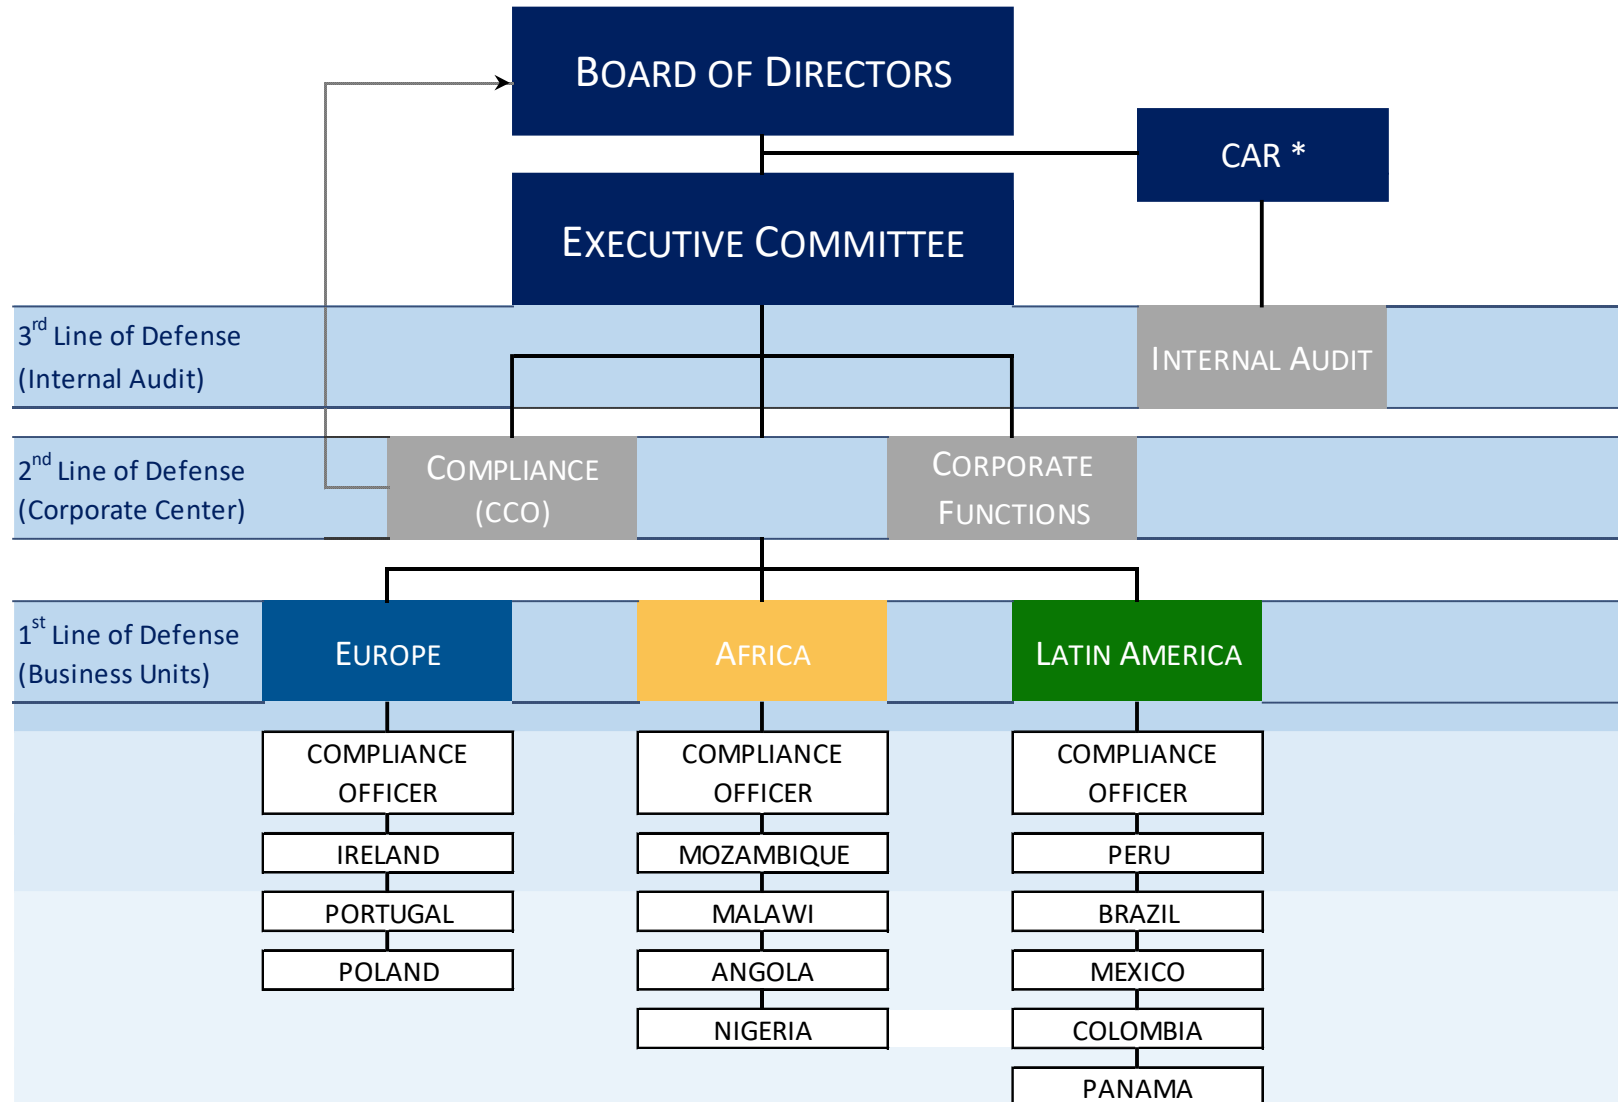 BOARD OF DIRECTORS
CAR *
EXECUTIVE COMMITTEE
3rd Line of Defense
(Internal Audit)
INTERNAL AUDIT
2nd Line of Defense
(Corporate Center)
COMPLIANCE
(CCO)
CORPORATE
FUNCTIONS
1st Line of Defense
(Business Units)
EUROPE
AFRICA
LATIN AMERICA
COMPLIANCE
OFFICER
COMPLIANCE
OFFICER
COMPLIANCE
OFFICER
IRELAND
MOZAMBIQUE
PERU
PORTUGAL
MALAWI
BRAZIL
POLAND
ANGOLA
MEXICO
NIGERIA
COLOMBIA
PANAMA